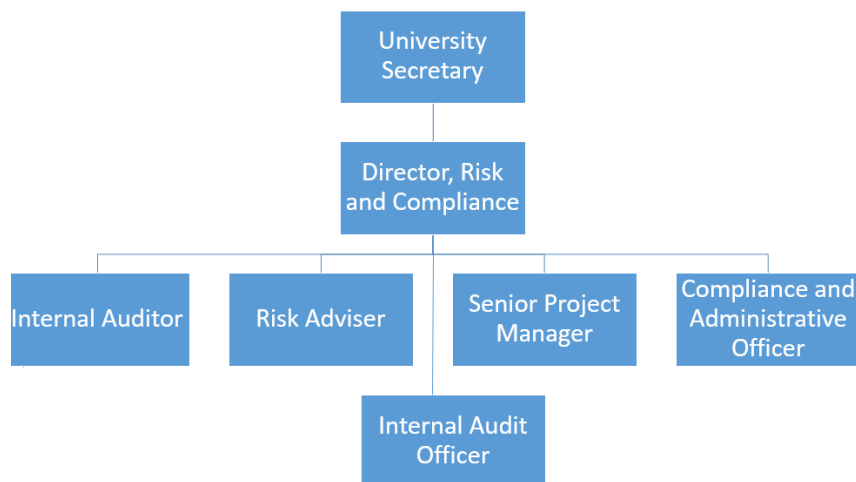 University
Secretary
Director, Risk
and Compliance
Internal Auditor
Risk Adviser
Senior Project
Manager
Compliance and
Administrative
Officer
Internal Audit
Officer